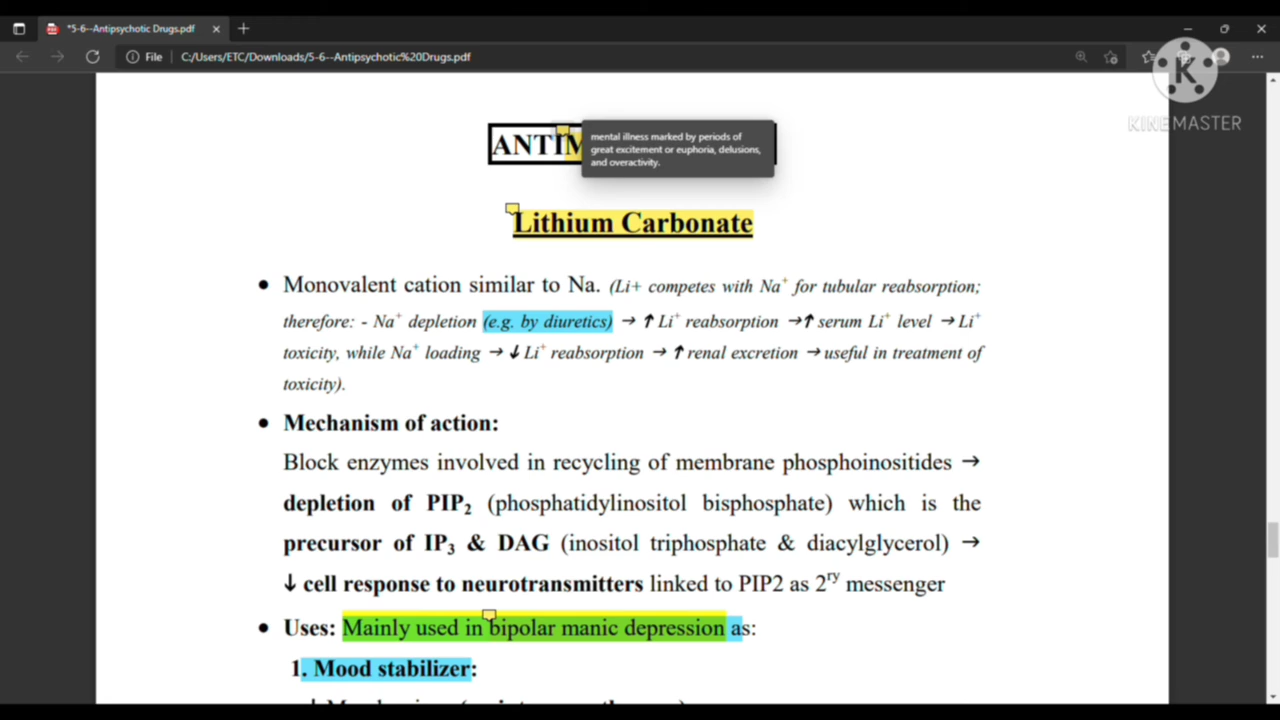 *5-6--Antipsychotic Drugs.pdf
File
C:/Users/ETC/Downloads/5-6--Antipsychotic%20Drugs.pdf
K
KINEMASTER
ANTIM
mental illness marked by periods of
great excitement or euphoria, delusions,
and overactivity.
Lithium Carbonate
• Monovalent cation similar to Na. (Li+ competes with Na⁺ for tubular reabsorption;
therefore: - Na⁺ depletion (e.g. by diuretics) → ↑ Li⁺ reabsorption →↑ serum Li⁺ level → Li⁺
toxicity, while Na⁺ loading → ↓ Li⁺ reabsorption → ↑ renal excretion → useful in treatment of
toxicity).
• Mechanism of action:
Block enzymes involved in recycling of membrane phosphoinositides →
depletion of PIP₂ (phosphatidylinositol bisphosphate) which is the
precursor of IP₃ & DAG (inositol triphosphate & diacylglycerol) →
↓ cell response to neurotransmitters linked to PIP2 as 2ʳʸ messenger
• Uses: Mainly used in bipolar manic depression as:
1. Mood stabilizer: